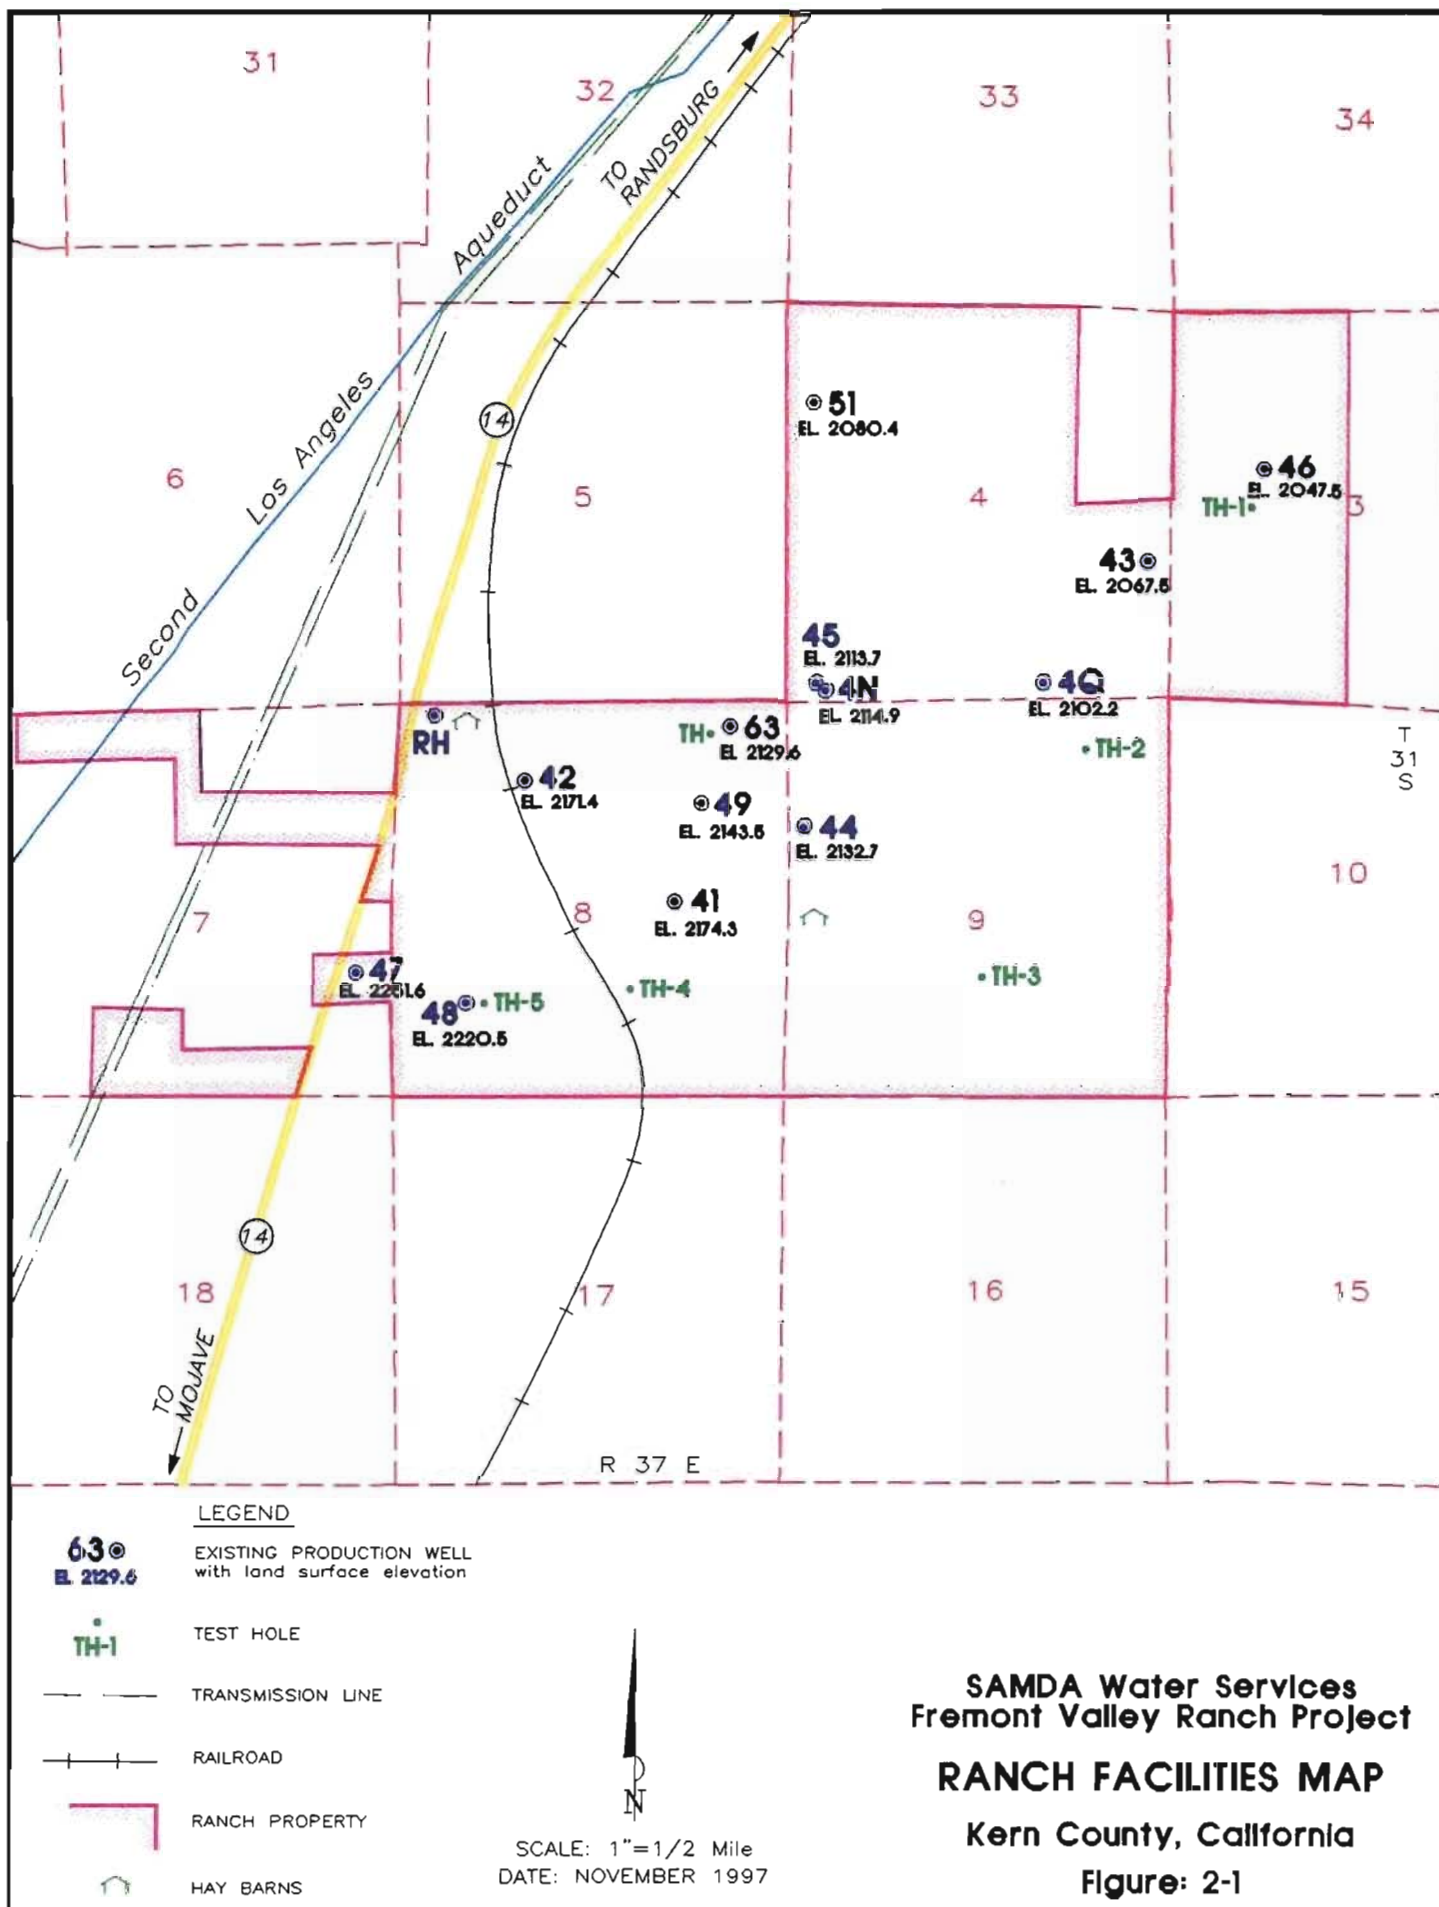 31
32
33
34
TO
RANDSBURG
Aqueduct
Los Angeles
Second
14
6
5
4
3
51
EL. 2080.4
46
EL. 2047.5
TH-1
43
EL. 2067.5
45
EL. 2113.7
4N
EL. 2114.9
4Q
EL. 2102.2
RH
TH
63
EL 2129.6
TH-2
T
31
S
42
EL. 2171.4
49
EL. 2143.5
44
EL. 2132.7
41
EL. 2174.3
7
8
9
10
47
48
EL. 2220.5
TH-5
TH-4
TH-3
14
18
17
16
15
TO
MOJAVE
R 37 E
LEGEND
63
EL. 2129.6
EXISTING PRODUCTION WELL
with land surface elevation
TH-1
TEST HOLE
TRANSMISSION LINE
RAILROAD
RANCH PROPERTY
HAY BARNS
N
SCALE: 1"=1/2 Mile
DATE: NOVEMBER 1997
SAMDA Water Services
Fremont Valley Ranch Project
RANCH FACILITIES MAP
Kern County, California
Figure: 2-1